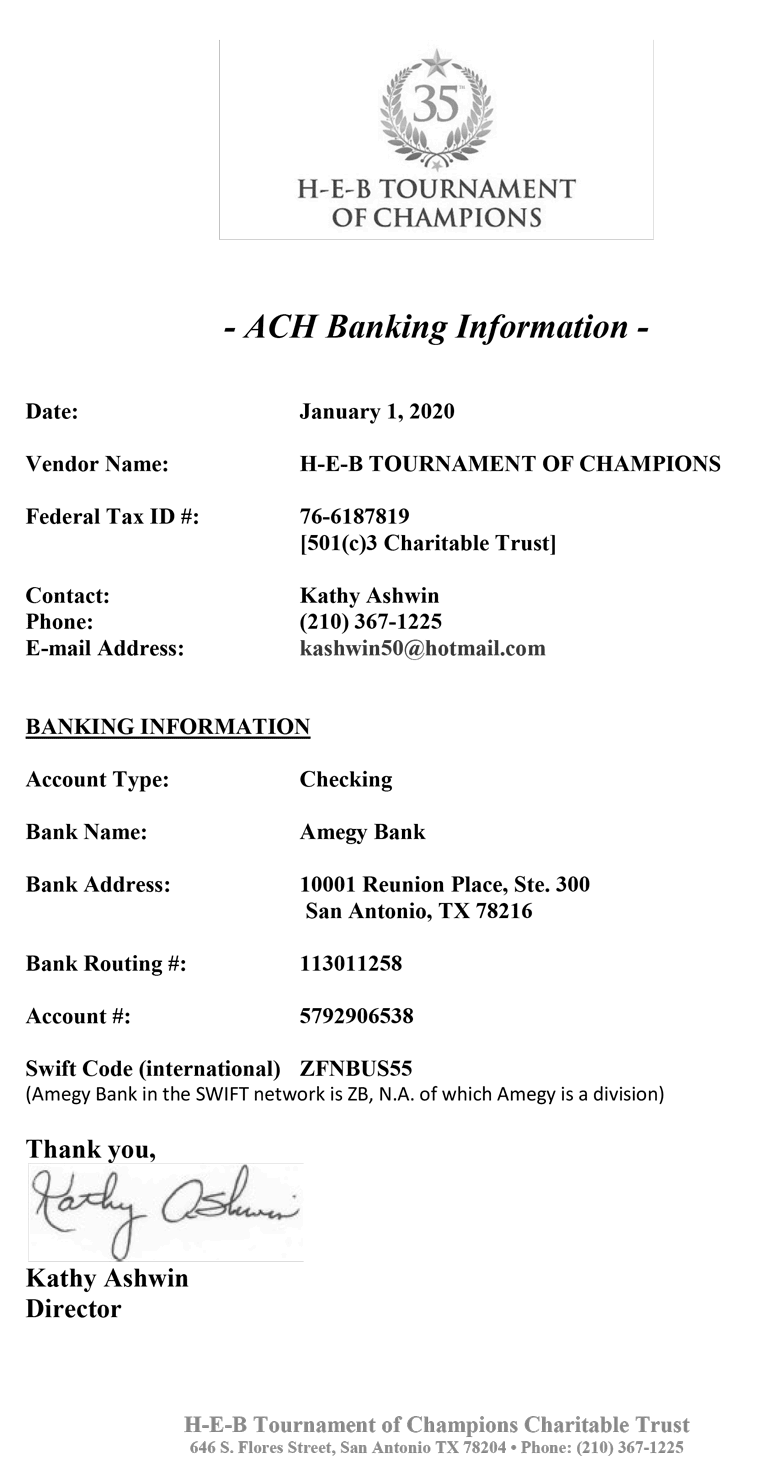 35™
H-E-B TOURNAMENT
OF CHAMPIONS
- ACH Banking Information -
Date: January 1, 2020
Vendor Name: H-E-B TOURNAMENT OF CHAMPIONS
Federal Tax ID #: 76-6187819
[501(c)3 Charitable Trust]
Contact: Kathy Ashwin
Phone: (210) 367-1225
E-mail Address: kashwin50@hotmail.com
BANKING INFORMATION
Account Type: Checking
Bank Name: Amegy Bank
Bank Address: 10001 Reunion Place, Ste. 300
San Antonio, TX 78216
Bank Routing #: 113011258
Account #: 5792906538
Swift Code (international) ZFNBUS55
(Amegy Bank in the SWIFT network is ZB, N.A. of which Amegy is a division)
Thank you,
Kathy Ashwin
Kathy Ashwin
Director
H-E-B Tournament of Champions Charitable Trust
646 S. Flores Street, San Antonio TX 78204 • Phone: (210) 367-1225